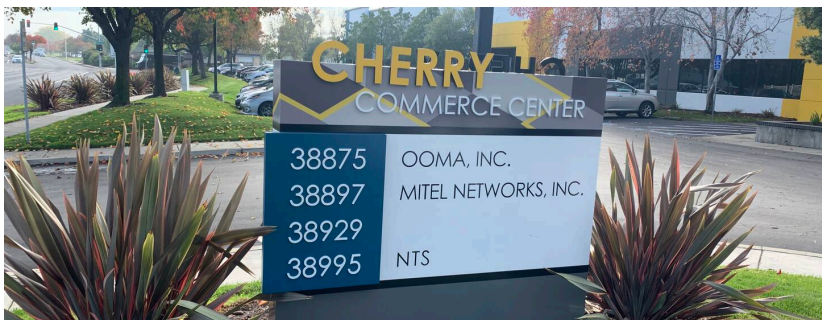 CHERRY
COMMERCE CENTER
38875 OOMA, INC.
38897 MITEL NETWORKS, INC.
38929
38995 NTS